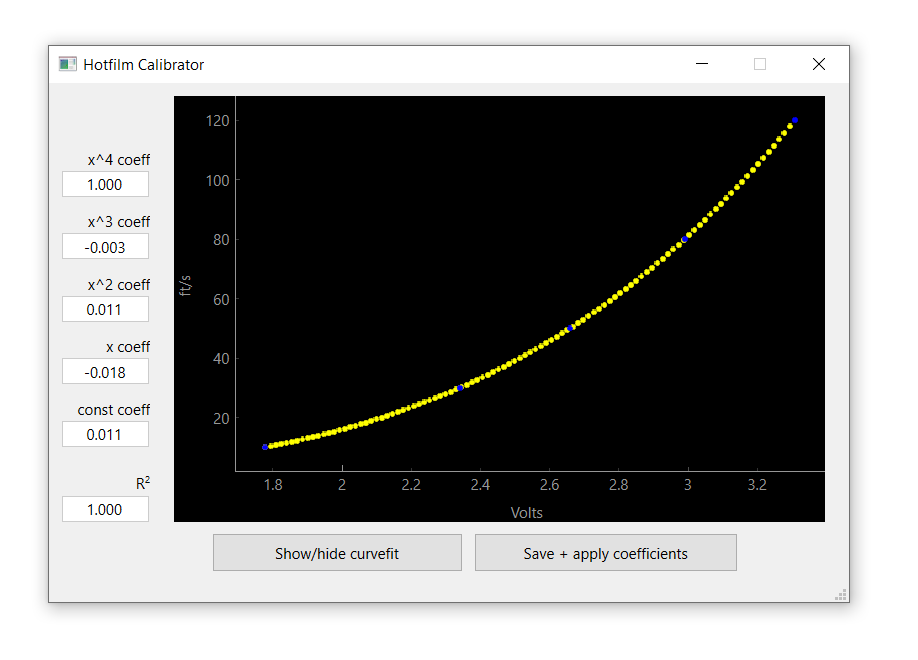 Hotfilm Calibrator
x^4 coeff
1.000
x^3 coeff
-0.003
x^2 coeff
0.011
x coeff
-0.018
const coeff
0.011
R²
1.000
120
100
80
60
40
20
ft/s
1.8 2 2.2 2.4 2.6 2.8 3 3.2
Volts
Show/hide curvefit
Save + apply coefficients